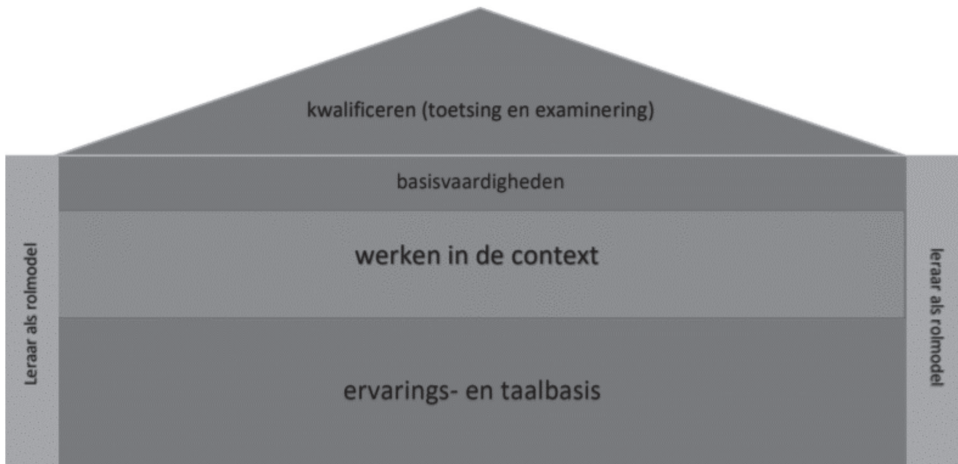 kwalificeren (toetsing en examinering)
basisvaardigheden
werken in de context
ervarings- en taalbasis
Leraar als rolmodel
leraar als rolmodel